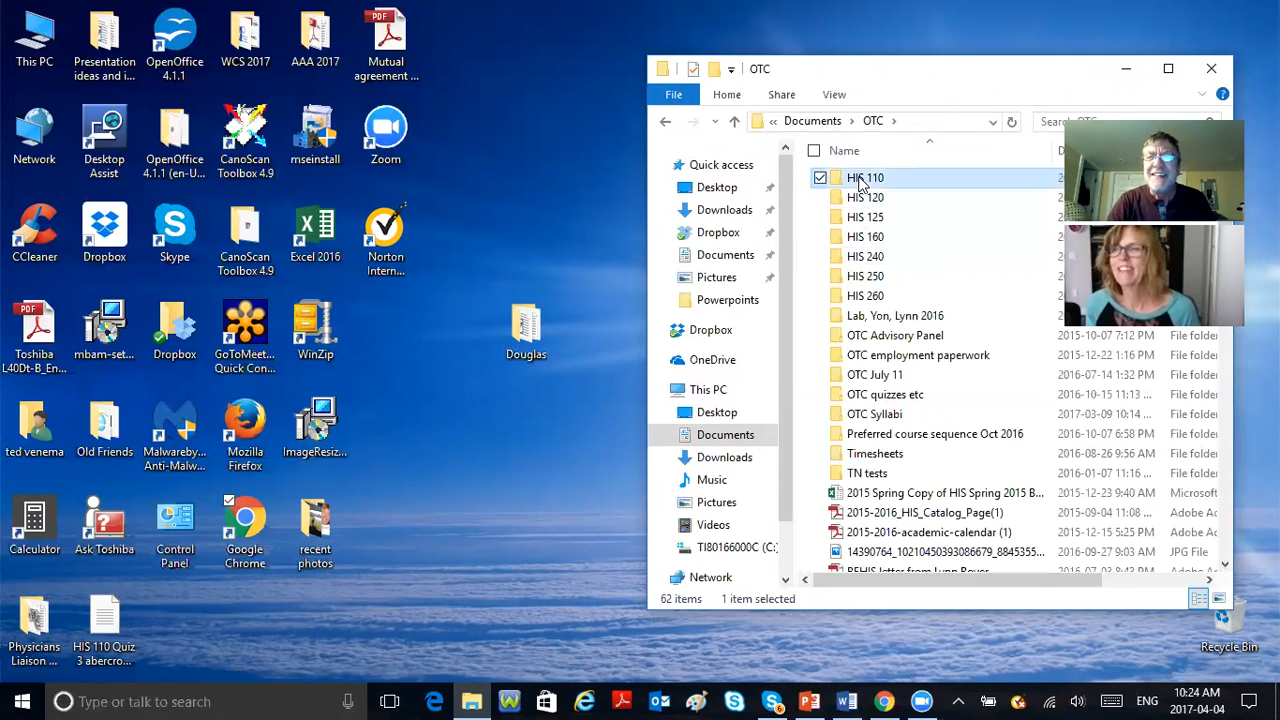 This PC
Presentation
ideas and i...
OpenOffice
4.1.1
WCS 2017
AAA 2017
PDF
Mutual
agreement ...
Network
Desktop
Assist
OpenOffice
4.1.1 (en-U...
CanoScan
Toolbox 4.9
mseinstall
Zoom
CCleaner
Dropbox
Skype
CanoScan
Toolbox 4.9
Excel 2016
Norton
Intern...
PDF
Toshiba
L40Dt-B_En...
mbam-set...
Dropbox
GoToMeet...
Quick Con...
WinZip
Douglas
ted venema
Old Friends
Malwareby...
Anti-Malw...
Mozilla
Firefox
ImageResiz...
Calculator
Ask Toshiba
Control
Panel
Google
Chrome
recent
photos
Physicians
Liaison ...
HIS 110 Quiz
3 abercro...
Recycle Bin
OTC
File Home Share View
« Documents > OTC >
Search OTC
Name
Quick access
Desktop
Downloads
Dropbox
Documents
Pictures
Powerpoints
Dropbox
OneDrive
This PC
Desktop
Documents
Downloads
Music
Pictures
Videos
TI80166000C (C:
Network
HIS 110
HIS 120
HIS 125
HIS 160
HIS 240
HIS 250
HIS 260
Lab, Yon, Lynn 2016
OTC Advisory Panel 2015-10-07 7:12 PM File folder
OTC employment paperwork 2015-12-22 1:16 PM File folder
OTC July 11 2016-07-14 1:32 PM File folder
OTC quizzes etc 2016-10-15 11:13 ... File folder
OTC Syllabi 2017-03-09 10:14 ... File folder
Preferred course sequence Oct 2016 2016-10-07 6:58 PM File folder
Timesheets 2016-08-26 9:56 AM File folder
TN tests 2016-01-07 11:16 ... File folder
2015 Spring Copy of HIS Spring 2015 B... 2015-12-23 9:40 AM Microsof
2015-2016_HIS_Catalog_Page(1) 2015-09-04 11:08 ... Adobe Ac
2015-2016-academic-calendar (1) 2015-12-15 5:25 PM Adobe Ac
14390764_10210450393086679_8845355... 2016-09-27 9:03 AM JPG File
62 items 1 item selected
Type or talk to search
ENG
10:24 AM
2017-04-04